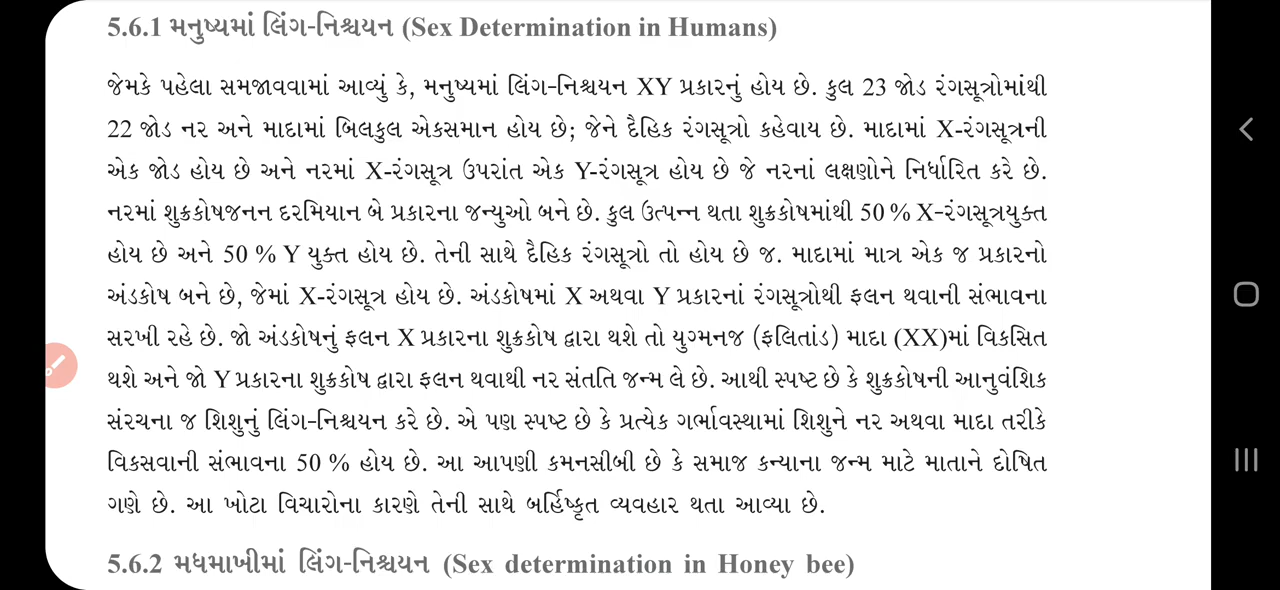 5.6.1 મનુષ્યમાં લિંગ-નિશ્ચયન (Sex Determination in Humans)
જેમકે પહેલા સમજાવવામાં આવ્યું કે, મનુષ્યમાં લિંગ-નિશ્ચયન XY પ્રકારનું હોય છે. કુલ 23 જોડ રંગસૂત્રોમાંથી
22 જોડ નર અને માદામાં બિલકુલ એકસમાન હોય છે; જેને દૈહિક રંગસૂત્રો કહેવાય છે. માદામાં X-રંગસૂત્રની
એક જોડ હોય છે અને નરમાં X-રંગસૂત્ર ઉપરાંત એક Y-રંગસૂત્ર હોય છે જે નરનાં લક્ષણોને નિર્ધારિત કરે છે.
નરમાં શુક્રકોષજનન દરમિયાન બે પ્રકારના જન્યુઓ બને છે. કુલ ઉત્પન્ન થતા શુક્રકોષમાંથી 50 % X-રંગસૂત્રયુક્ત
હોય છે અને 50 % Y યુક્ત હોય છે. તેની સાથે દૈહિક રંગસૂત્રો તો હોય છે જ. માદામાં માત્ર એક જ પ્રકારનો
અંડકોષ બને છે, જેમાં X-રંગસૂત્ર હોય છે. અંડકોષમાં X અથવા Y પ્રકારનાં રંગસૂત્રોથી ફલન થવાની સંભાવના
સરખી રહે છે. જો અંડકોષનું ફલન X પ્રકારના શુક્રકોષ દ્વારા થશે તો યુગ્મનજ (ફલિતાંડ) માદા (XX)માં વિકસિત
થશે અને જો Y પ્રકારના શુક્રકોષ દ્વારા ફલન થવાથી નર સંતતિ જન્મ લે છે. આથી સ્પષ્ટ છે કે શુક્રકોષની આનુવંશિક
સંરચના જ શિશુનું લિંગ-નિશ્ચયન કરે છે. એ પણ સ્પષ્ટ છે કે પ્રત્યેક ગર્ભાવસ્થામાં શિશુને નર અથવા માદા તરીકે
વિકસવાની સંભાવના 50 % હોય છે. આ આપણી કમનસીબી છે કે સમાજ કન્યાના જન્મ માટે માતાને દોષિત
ગણે છે. આ ખોટા વિચારોના કારણે તેની સાથે બર્હિષ્કૃત વ્યવહાર થતા આવ્યા છે.
5.6.2 મધમાખીમાં લિંગ-નિશ્ચયન (Sex determination in Honey bee)